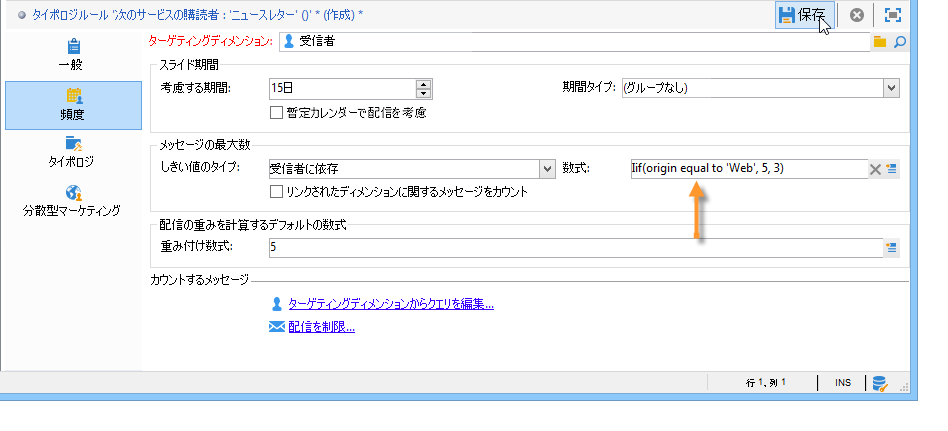 タイポロジルール '次のサービスの購読者：'ニュースレター' ()' * (作成) *
保存
一般
頻度
タイポロジ
分散型マーケティング
ターゲティングディメンション:
受信者
スライド期間
考慮する期間:
15日
期間タイプ:
(グループなし)
暫定カレンダーで配信を考慮
メッセージの最大数
しきい値のタイプ:
受信者に依存
数式:
Iif(origin equal to 'Web', 5, 3)
リンクされたディメンションに関するメッセージをカウント
配信の重みを計算するデフォルトの数式
重み付け数式:
5
カウントするメッセージ
ターゲティングディメンションからクエリを編集...
配信を制限...
行 1、列 1
INS